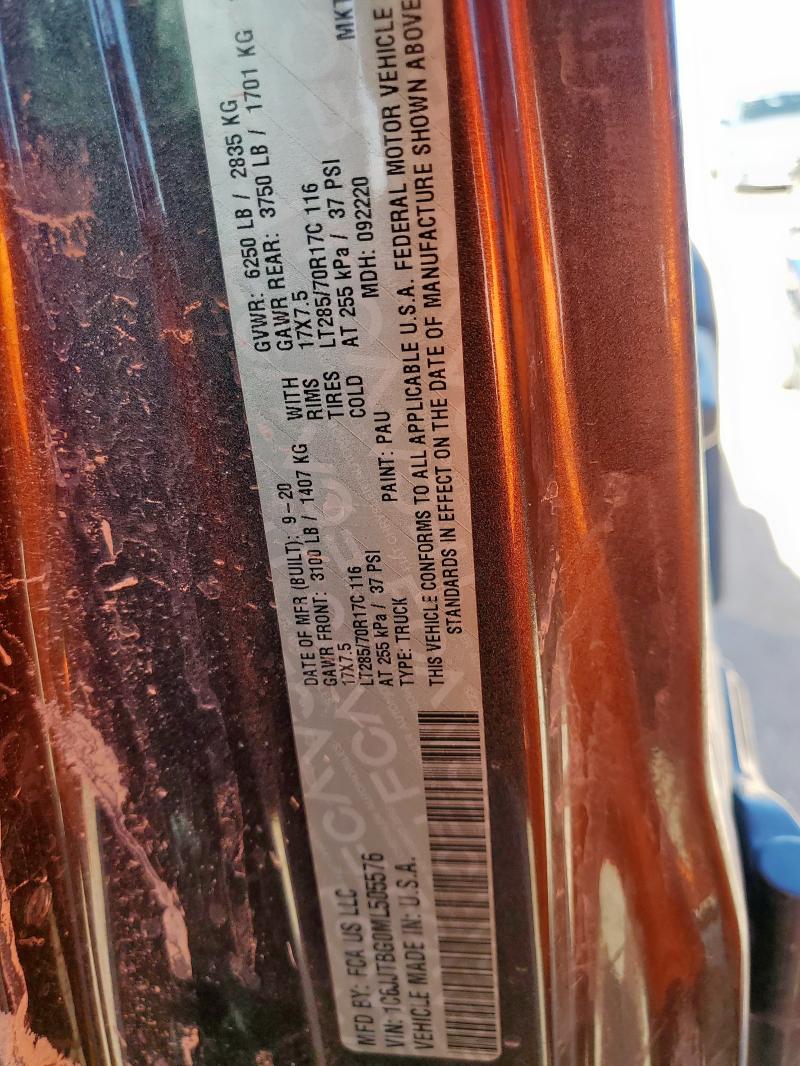 MFD BY: FCA US LLC
VIN: 1C6JJTBG0ML505576
VEHICLE MADE IN: U.S.A.
DATE OF MFR (BUILT): 9-20
GAWR FRONT: 3100 LB / 1407 KG
17X7.5
LT285/70R17C 116
AT 255 kPa / 37 PSI
TYPE: TRUCK
WITH
RIMS
TIRES
COLD
GVWR: 6250 LB / 2835 KG
GAWR REAR: 3750 LB / 1701 KG
17X7.5
LT285/70R17C 116
AT 255 kPa / 37 PSI
MDH: 092220
PAINT: PAU
THIS VEHICLE CONFORMS TO ALL APPLICABLE U.S.A. FEDERAL MOTOR VEHICLE
STANDARDS IN EFFECT ON THE DATE OF MANUFACTURE SHOWN ABOVE